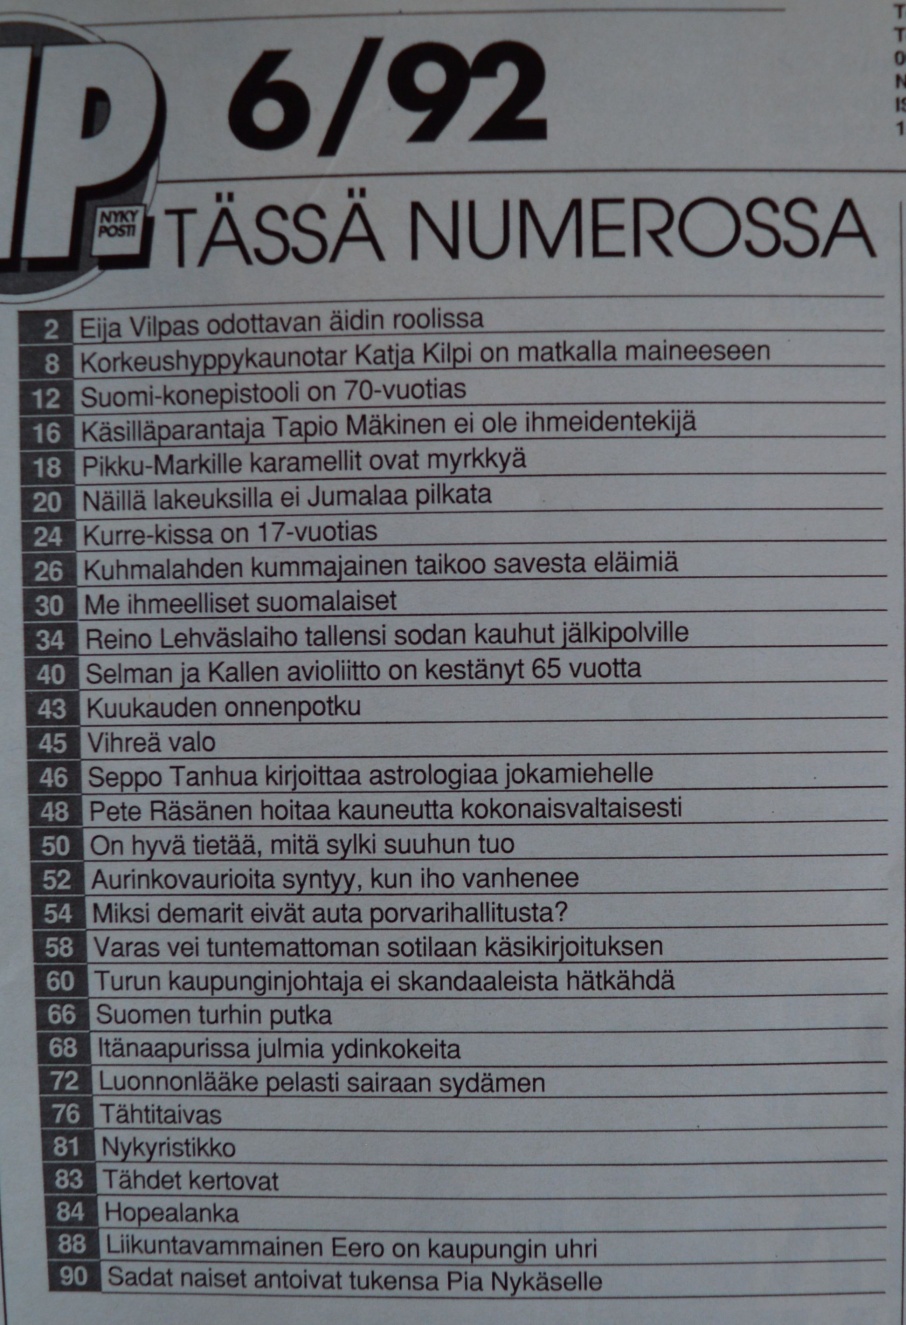 6/92
NYKY
POSTI
TÄSSÄ NUMEROSSA
2 Eija Vilpas odottavan äidin roolissa
8 Korkeushyppykaunotar Katja Kilpi on matkalla maineeseen
12 Suomi-konepistooli on 70-vuotias
16 Käsilläparantaja Tapio Mäkinen ei ole ihmeidentekijä
18 Pikku-Markille karamellit ovat myrkkyä
20 Näillä lakeuksilla ei Jumalaa pilkata
24 Kurre-kissa on 17-vuotias
26 Kuhmalahden kummajainen taikoo savesta eläimiä
30 Me ihmeelliset suomalaiset
34 Reino Lehväslaiho tallensi sodan kauhut jälkipolville
40 Selman ja Kallen avioliitto on kestänyt 65 vuotta
43 Kuukauden onnenpotku
45 Vihreä valo
46 Seppo Tanhua kirjoittaa astrologiaa jokamiehelle
48 Pete Räsänen hoitaa kauneutta kokonaisvaltaisesti
50 On hyvä tietää, mitä sylki suuhun tuo
52 Aurinkovaurioita syntyy, kun iho vanhenee
54 Miksi demarit eivät auta porvarihallitusta?
58 Varas vei tuntemattoman sotilaan käsikirjoituksen
60 Turun kaupunginjohtaja ei skandaaleista hätkähdä
66 Suomen turhin putka
68 Itänaapurissa julmia ydinkokeita
72 Luonnonlääke pelasti sairaan sydämen
76 Tähtitaivas
81 Nykyristikko
83 Tähdet kertovat
84 Hopealanka
88 Liikuntavammainen Eero on kaupungin uhri
90 Sadat naiset antoivat tukensa Pia Nykäselle